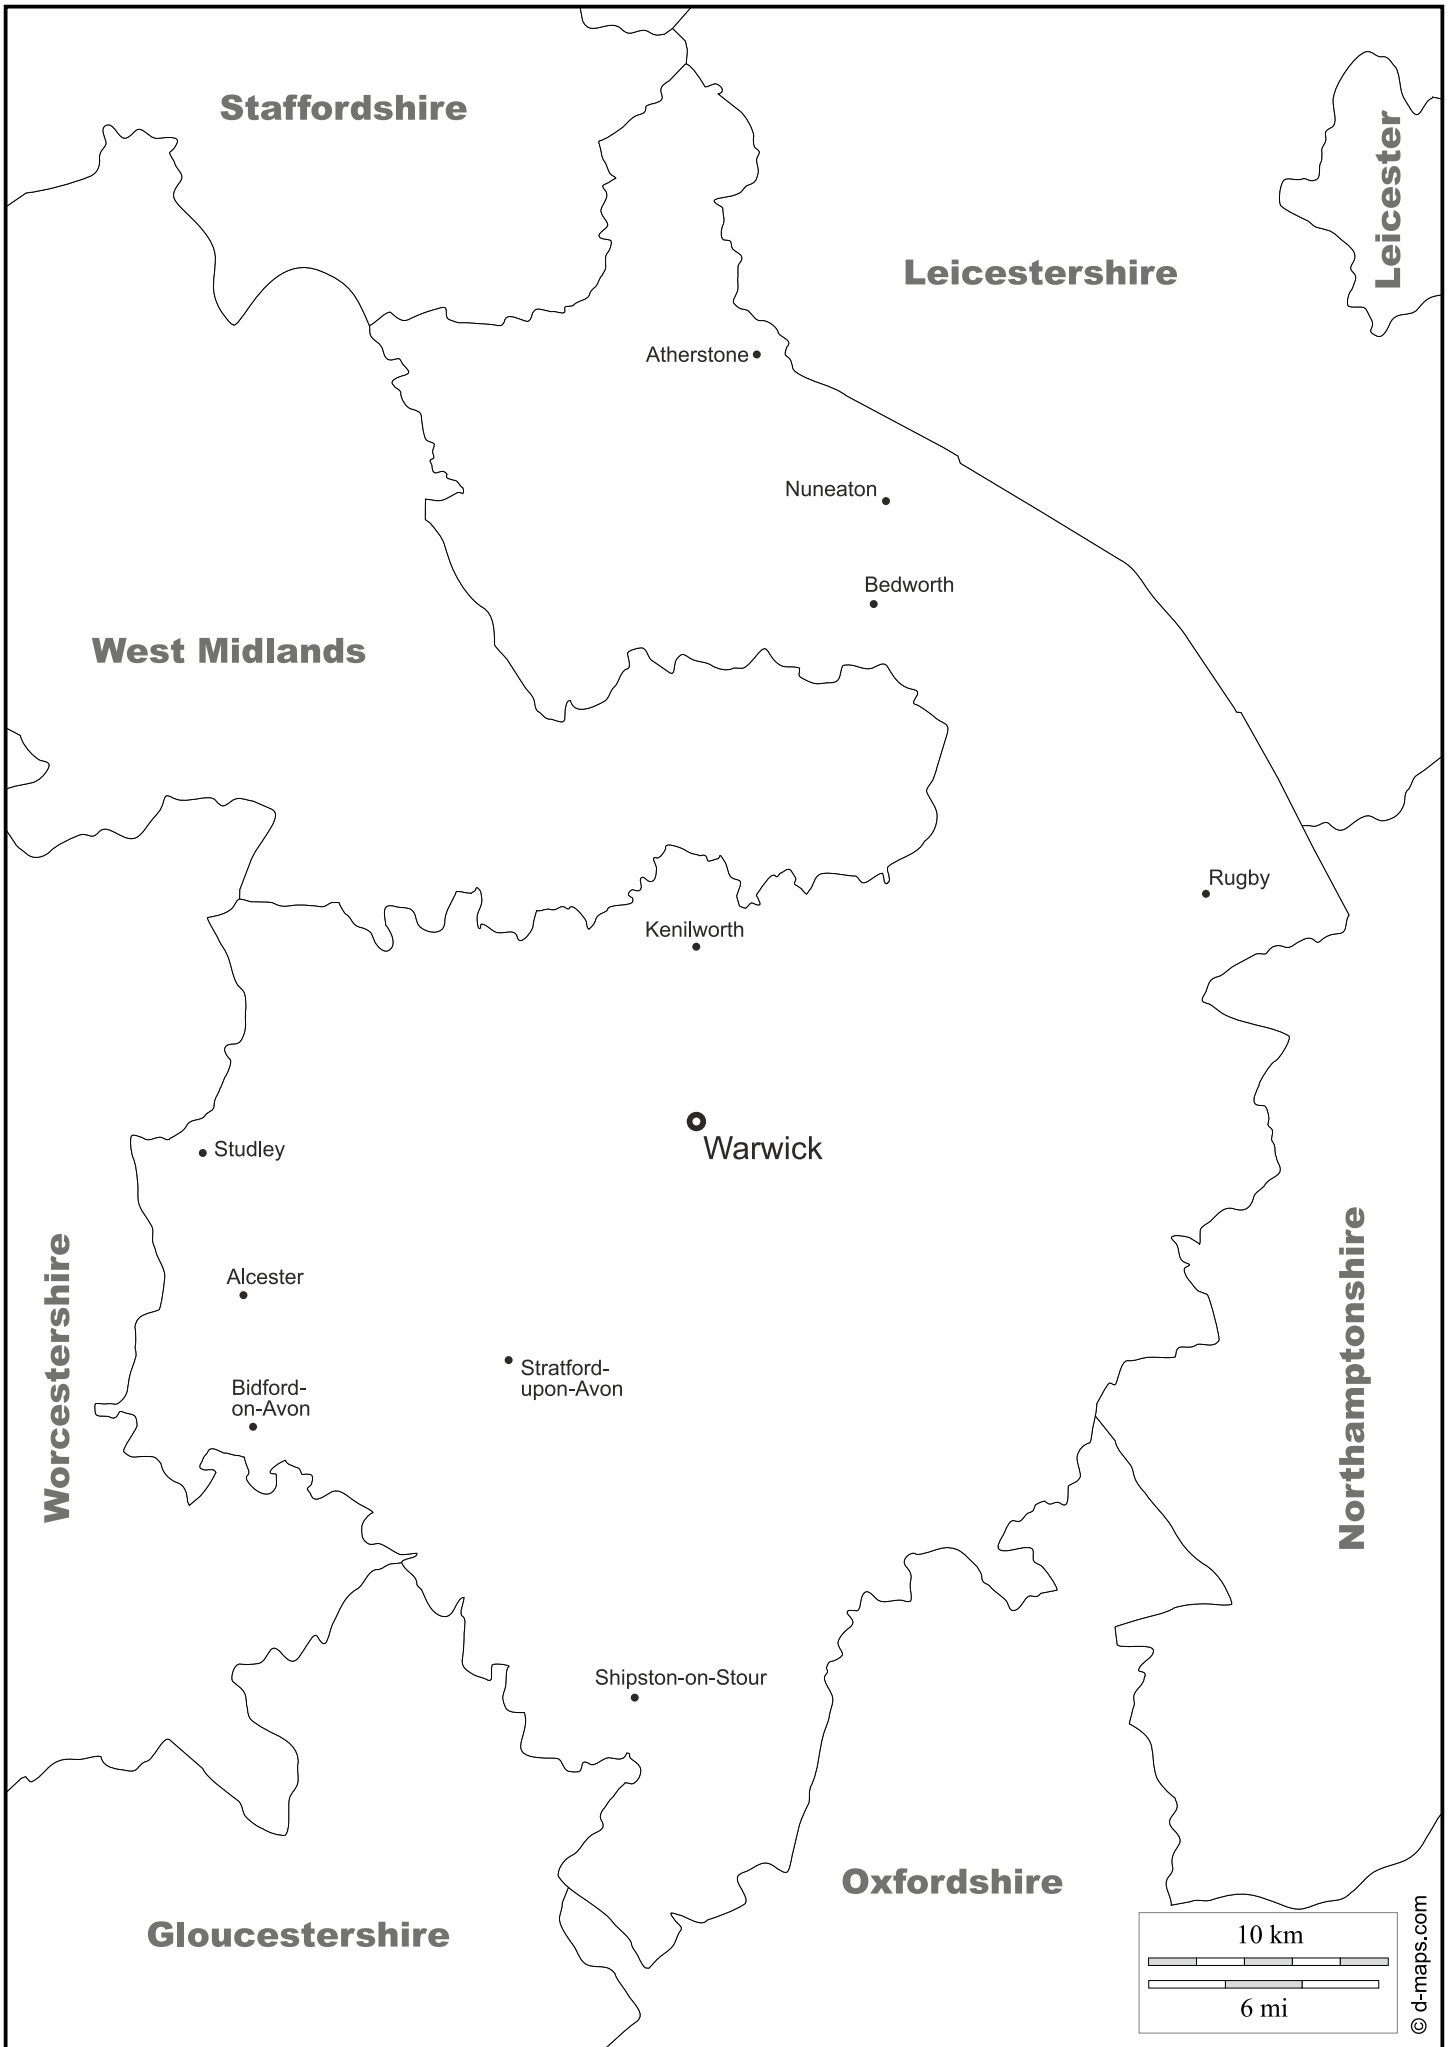 Staffordshire
Leicester
Leicestershire
Atherstone
Nuneaton
Bedworth
West Midlands
Rugby
Kenilworth
Warwick
Studley
Worcestershire
Northamptonshire
Alcester
Stratford-
upon-Avon
Bidford-
on-Avon
Shipston-on-Stour
Oxfordshire
Gloucestershire
10 km
6 mi
© d-maps.com